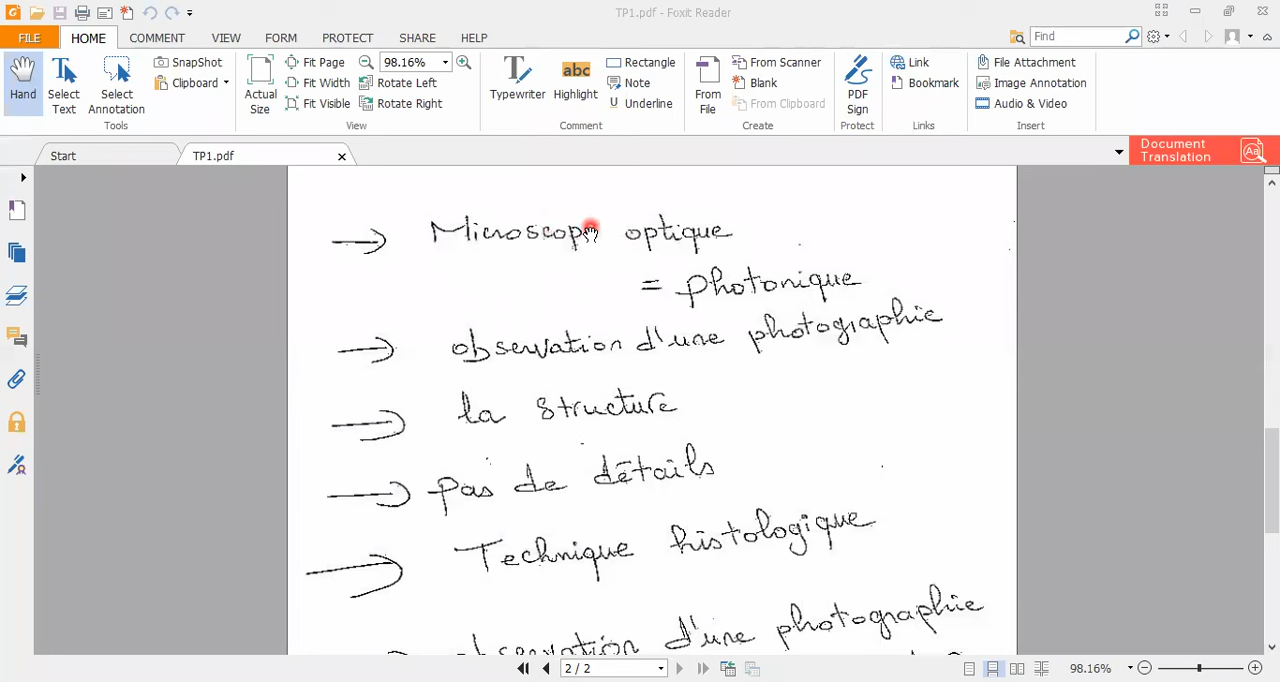 TP1.pdf - Foxit Reader
FILE HOME COMMENT VIEW FORM PROTECT SHARE HELP
Find
Hand
Select Text
Select Annotation
SnapShot
Clipboard
Tools
Actual Size
Fit Page
Fit Width
Fit Visible
98.16%
Rotate Left
Rotate Right
View
Typewriter
Highlight
Rectangle
Note
Underline
Comment
From File
From Scanner
Blank
From Clipboard
Create
PDF Sign
Protect
Link
Bookmark
Links
File Attachment
Image Annotation
Audio & Video
Insert
Start
TP1.pdf
Document Translation
→ Microscope optique
= photonique
→ observation d'une photographie
→ la structure
→ pas de détails
→ Technique histologique
observation d'une photographie
2 / 2
98.16%